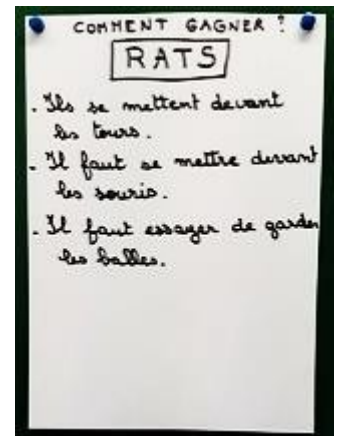 COMMENT GAGNER ?
RATS
. Ils se mettent devant
les tours.
. Il faut se mettre devant
les souris.
. Il faut essayer de garder
les balles.